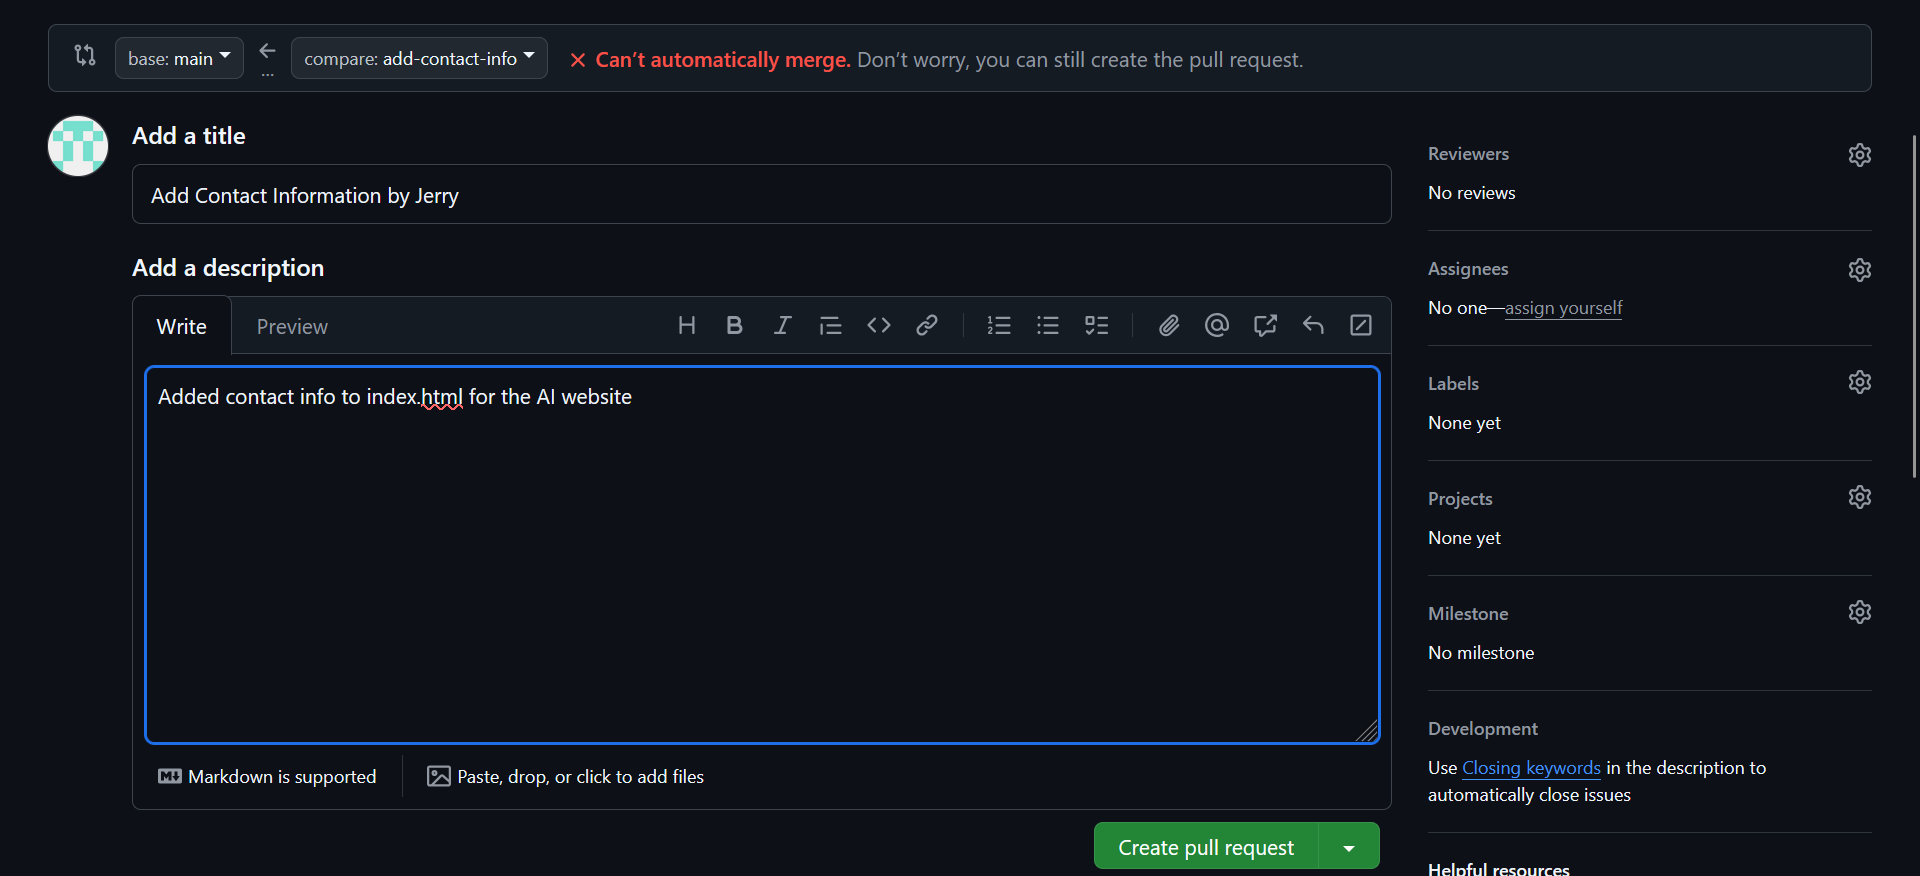 base: main
compare: add-contact-info
Can’t automatically merge. Don’t worry, you can still create the pull request.
Add a title
Add Contact Information by Jerry
Add a description
Write
Preview
Added contact info to index.html for the AI website
Markdown is supported
Paste, drop, or click to add files
Create pull request
Reviewers
No reviews
Assignees
No one—assign yourself
Labels
None yet
Projects
None yet
Milestone
No milestone
Development
Use Closing keywords in the description to
automatically close issues
Helpful resources